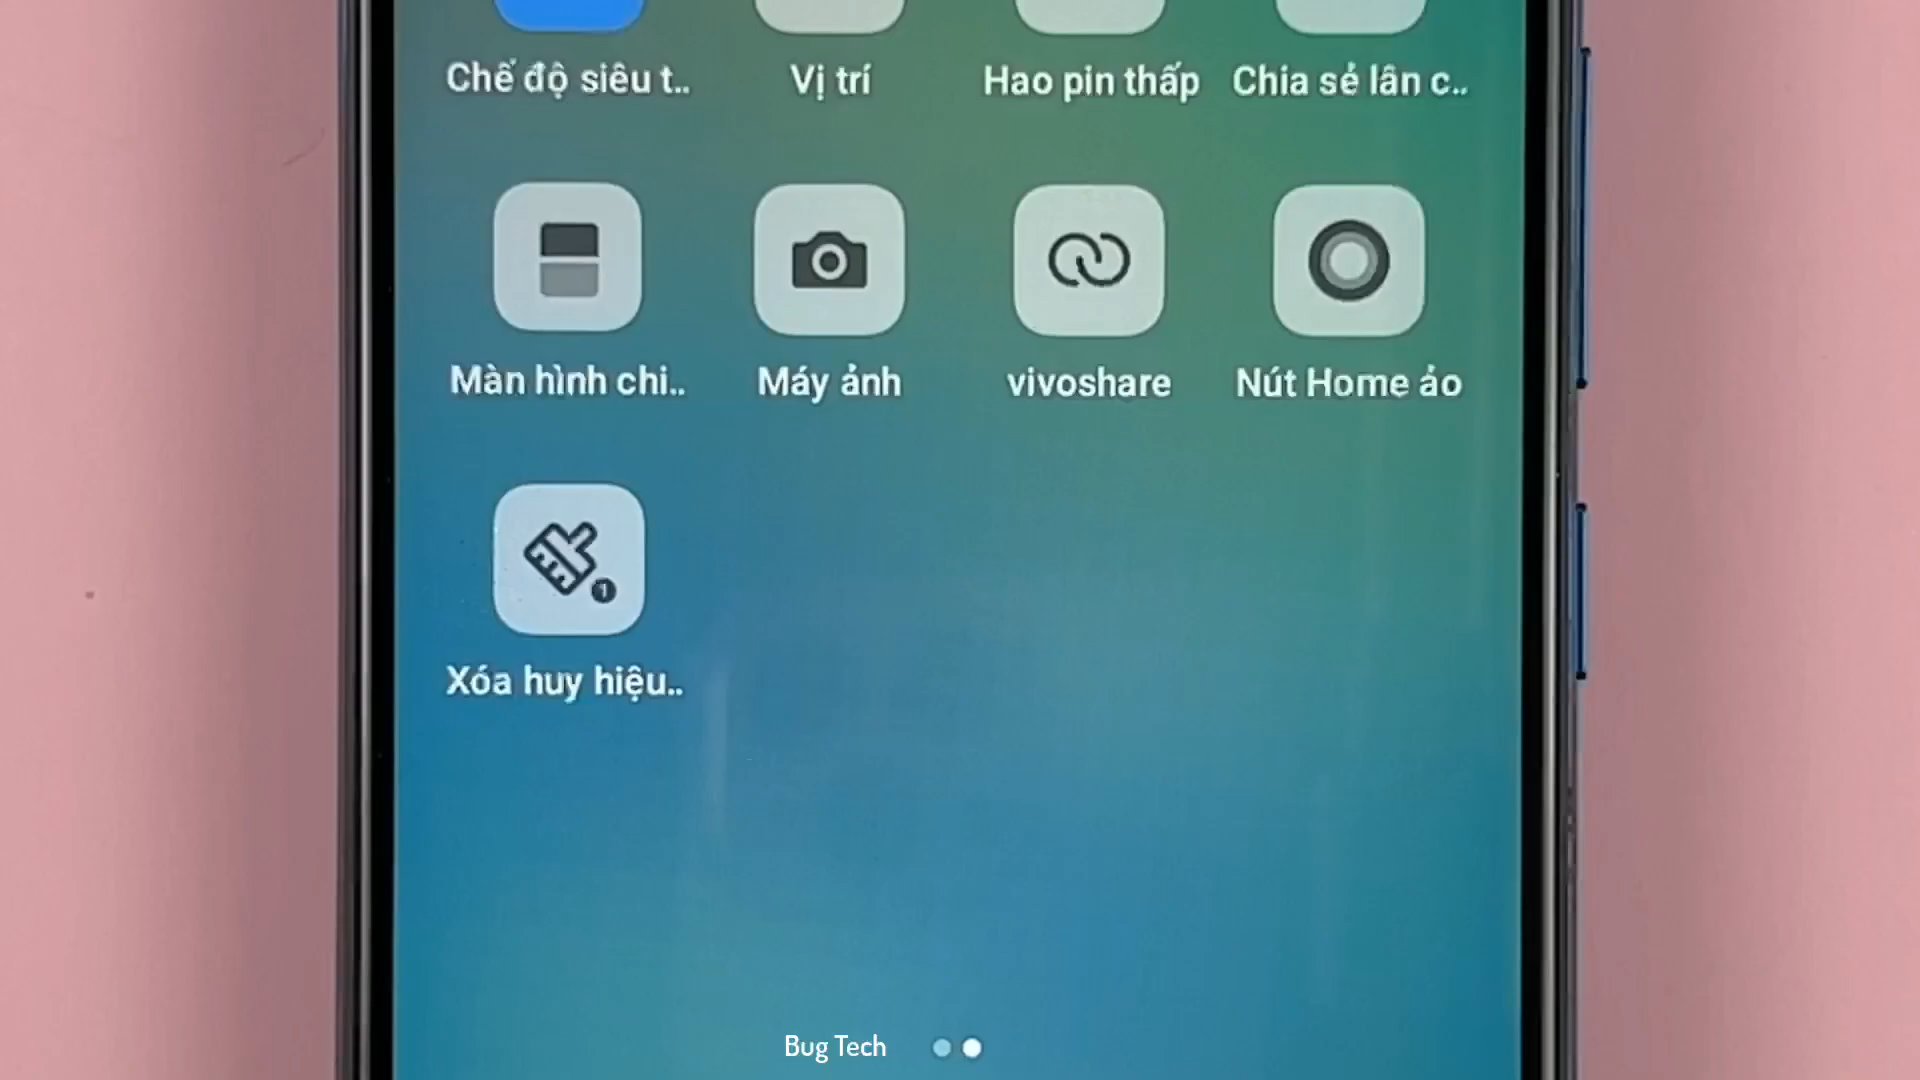 Chế độ siêu t..
Vị trí
Hao pin thấp
Chia sẻ lân c..
Màn hình chi..
Máy ảnh
vivoshare
Nút Home ảo
1
Xóa huy hiệu..
Bug Tech